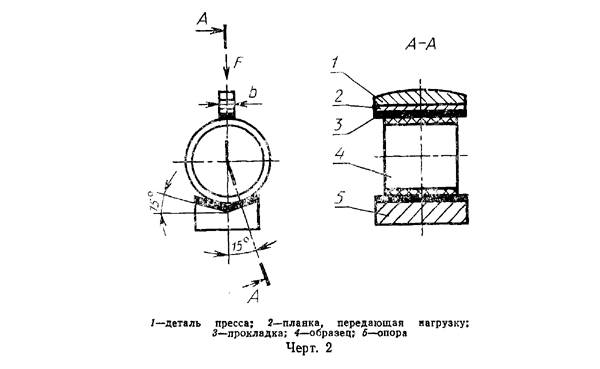 A
A-A
F
1
b
2
3
4
15°
5
15°
A
1—деталь пресса; 2—планка, передающая нагрузку;
3—прокладка; 4—образец; 5—опора
Черт. 2